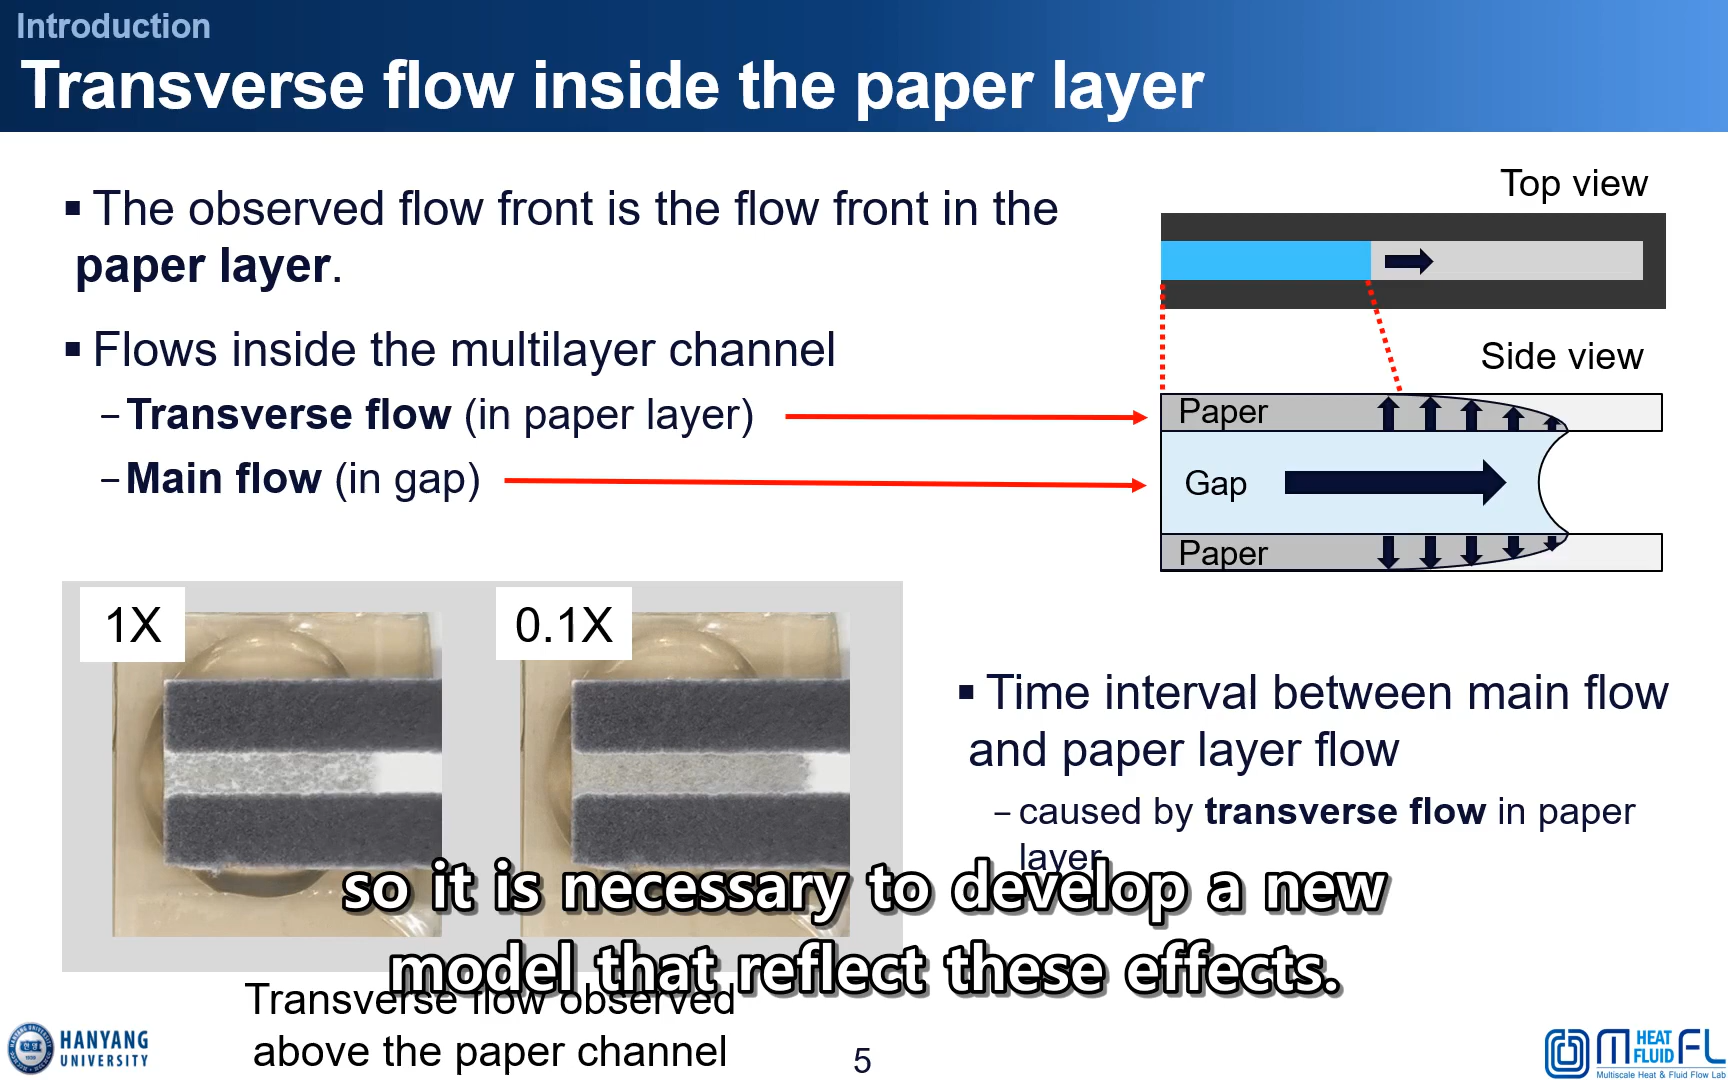 Introduction
Transverse flow inside the paper layer
▪ The observed flow front is the flow front in the
paper layer.
▪ Flows inside the multilayer channel
– Transverse flow (in paper layer)
– Main flow (in gap)
Top view
Side view
Paper
Gap
Paper
1X
0.1X
▪ Time interval between main flow
and paper layer flow
– caused by transverse flow in paper
layer
so it is necessary to develop a new
model that reflect these effects.
Transverse flow observed
above the paper channel
HANYANG
UNIVERSITY
5
HEAT
FLUID
MFL
Multiscale Heat & Fluid Flow Lab